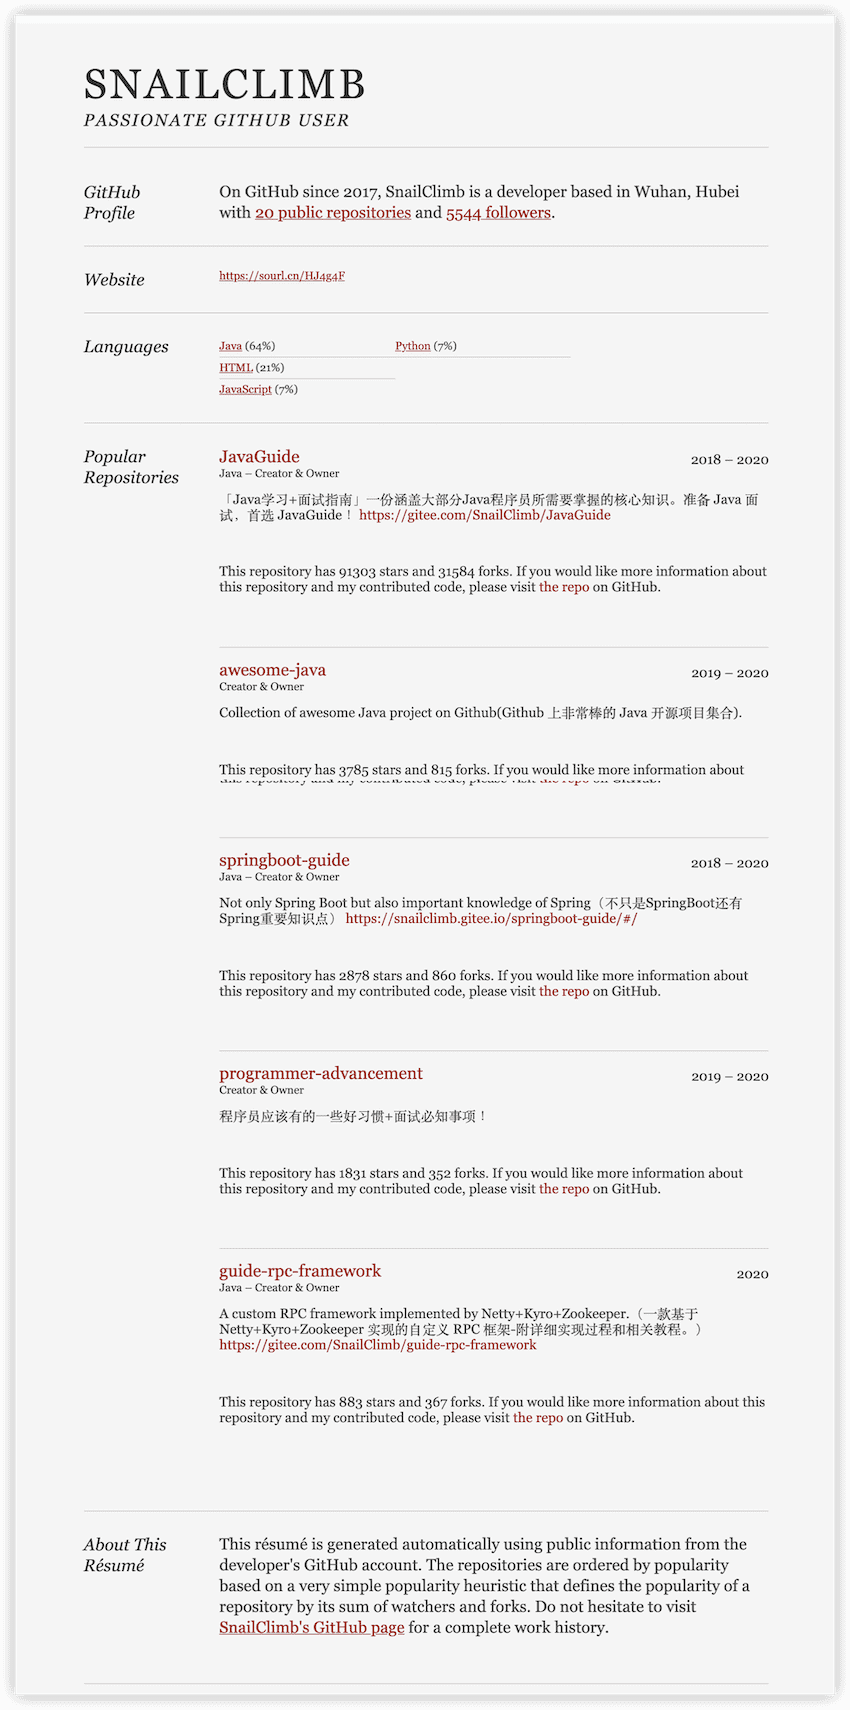 SNAILCLIMB
PASSIONATE GITHUB USER
GitHub
Profile
On GitHub since 2017, SnailClimb is a developer based in Wuhan, Hubei
with 20 public repositories and 5544 followers.
Website
https://sourl.cn/HJ4g4F
Languages
Java (64%)
Python (7%)
HTML (21%)
JavaScript (7%)
Popular
Repositories
JavaGuide
2018 – 2020
Java – Creator & Owner
「Java学习+面试指南」一份涵盖大部分Java程序员所需要掌握的核心知识。准备 Java 面
试，首选 JavaGuide！ https://gitee.com/SnailClimb/JavaGuide
This repository has 91303 stars and 31584 forks. If you would like more information about
this repository and my contributed code, please visit the repo on GitHub.
awesome-java
2019 – 2020
Creator & Owner
Collection of awesome Java project on Github(Github 上非常棒的 Java 开源项目集合).
This repository has 3785 stars and 815 forks. If you would like more information about
this repository and my contributed code, please visit the repo on GitHub.
springboot-guide
2018 – 2020
Java – Creator & Owner
Not only Spring Boot but also important knowledge of Spring（不只是SpringBoot还有
Spring重要知识点） https://snailclimb.gitee.io/springboot-guide/#/
This repository has 2878 stars and 860 forks. If you would like more information about
this repository and my contributed code, please visit the repo on GitHub.
programmer-advancement
2019 – 2020
Creator & Owner
程序员应该有的一些好习惯+面试必知事项！
This repository has 1831 stars and 352 forks. If you would like more information about
this repository and my contributed code, please visit the repo on GitHub.
guide-rpc-framework
2020
Java – Creator & Owner
A custom RPC framework implemented by Netty+Kyro+Zookeeper.（一款基于
Netty+Kyro+Zookeeper 实现的自定义 RPC 框架-附详细实现过程和相关教程。）
https://gitee.com/SnailClimb/guide-rpc-framework
This repository has 883 stars and 367 forks. If you would like more information about this
repository and my contributed code, please visit the repo on GitHub.
About This
Résumé
This résumé is generated automatically using public information from the
developer's GitHub account. The repositories are ordered by popularity
based on a very simple popularity heuristic that defines the popularity of a
repository by its sum of watchers and forks. Do not hesitate to visit
SnailClimb's GitHub page for a complete work history.